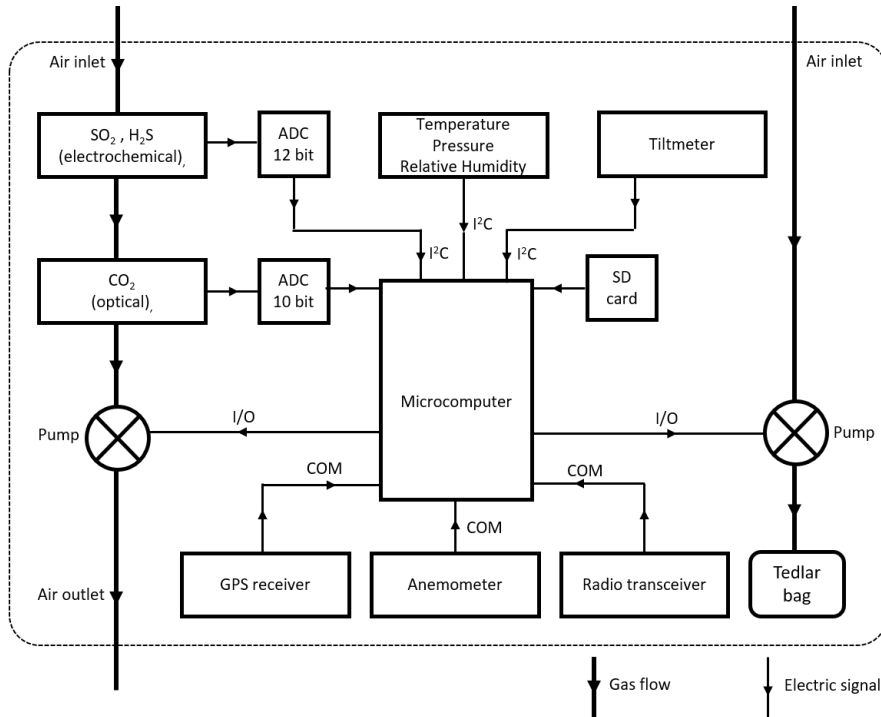 Air inlet
Air inlet
SO₂ , H₂S
(electrochemical),
ADC
12 bit
Temperature
Pressure
Relative Humidity
Tiltmeter
I²C
I²C
I²C
CO₂
(optical),
ADC
10 bit
SD
card
Microcomputer
Pump
I/O
I/O
Pump
COM
COM
COM
GPS receiver
Anemometer
Radio transceiver
Tedlar
bag
Air outlet
Gas flow
Electric signal